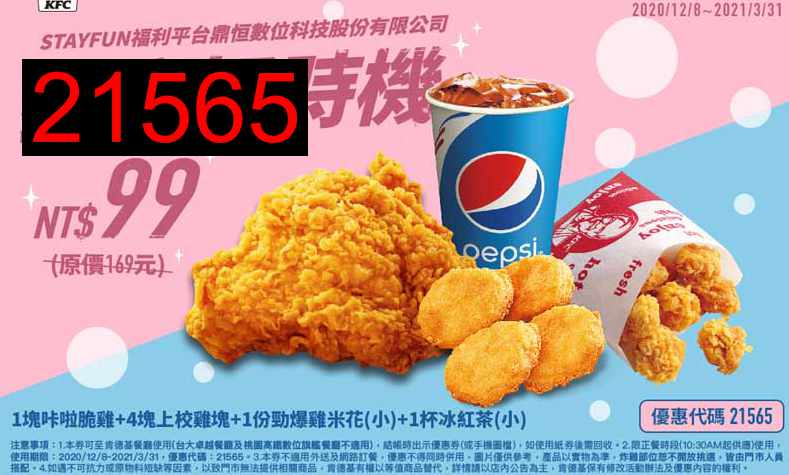 KFC
2020/12/8~2021/3/31
STAYFUN福利平台鼎恒數位科技股份有限公司
21565
時機
NT$99
(原價169元)
pepsi
enjoy
fresh
hot
1塊咔啦脆雞+4塊上校雞塊+1份勁爆雞米花(小)+1杯冰紅茶(小)
優惠代碼 21565
注意事項：1.本券可至肯德基餐廳使用(台大卓越餐廳及桃園高鐵數位旗艦餐廳不適用)，結帳時出示優惠券(或手機圖檔)，如使用紙券後需回收。2.限正餐時段(10:30AM起供應)使用，
使用期限：2020/12/8-2021/3/31，優惠代碼：21565。3.本券不適用外送及網路訂餐，優惠不得同時併用，圖片僅供參考，產品以實物為準，炸雞部位恕不開放挑選，皆由門市人員
搭配。4.如遇不可抗力或原物料短缺等因素，以致門市無法提供相關商品，肯德基有權以等值商品替代，詳情請以店內公告為主，肯德基保有修改活動辦法及優惠內容的權利。